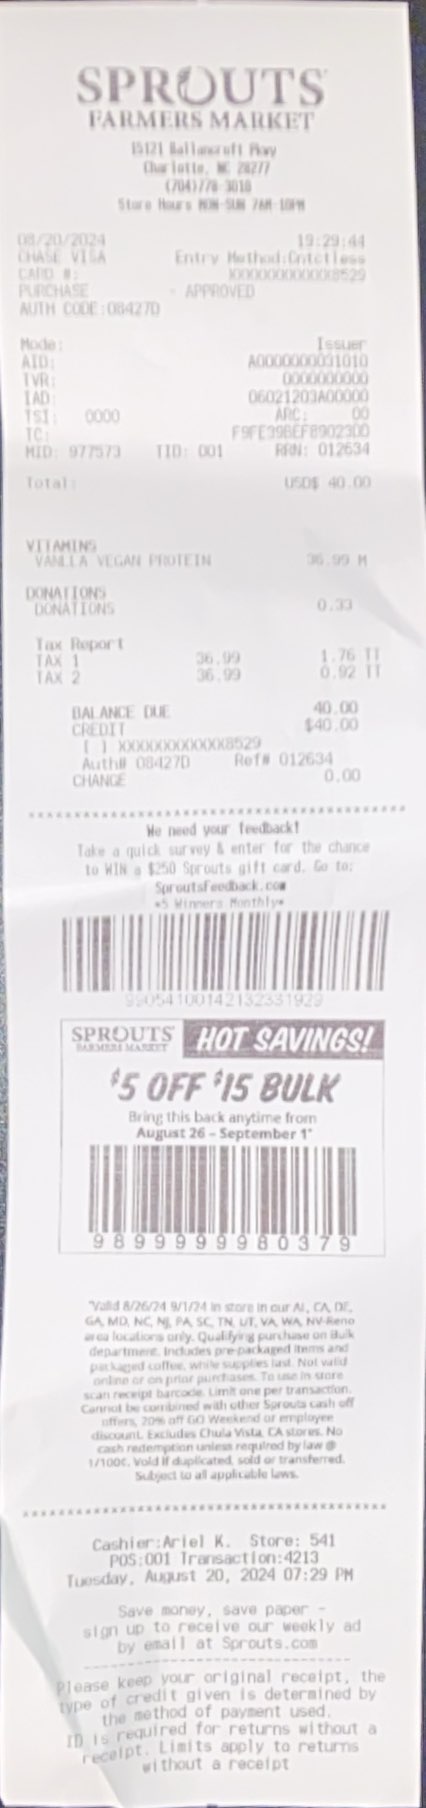 SPROUTS
FARMERS MARKET
15121 Ballancroft Pkwy
Charlotte, NC 28277
(704)778-3018
Store Hours MON-SUN 7AM-10PM
08/20/2024 19:29:44
CHASE VISA Entry Method:Cntctless
CARD #: XXXXXXXXXXXX8529
PURCHASE - APPROVED
AUTH CODE:08427D
Mode: Issuer
AID: A0000000031010
TVR: 0000000000
IAD: 06021203A00000
TSI: 0000 ARC: 00
TC: F9FE39BEF8902300
MID: 977573 TID: 001 RRN: 012634
Total: USD$ 40.00
VITAMINS
VANLLA VEGAN PROTEIN 36.99 M
DONATIONS
DONATIONS 0.33
Tax Report
TAX 1 36.99 1.76 TT
TAX 2 36.99 0.92 TT
BALANCE DUE 40.00
CREDIT $40.00
[ ] XXXXXXXXXXXX8529
Auth# 08427D Ref# 012634
CHANGE 0.00
We need your feedback!
Take a quick survey & enter for the chance
to WIN a $250 Sprouts gift card. Go to:
SproutsFeedback.com
*5 Winners Monthly*
99054100142132331929
SPROUTS
FARMERS MARKET
HOT SAVINGS!
$5 OFF $15 BULK
Bring this back anytime from
August 26 - September 1*
989999980379
*Valid 8/26/24 9/1/24 in store in our AL, CA, DE,
GA, MD, NC, NJ, PA, SC, TN, UT, VA, WA, NV-Reno
area locations only. Qualifying purchase on Bulk
department. Includes pre-packaged items and
packaged coffee, while supplies last. Not valid
online or on prior purchases. To use in store
scan receipt barcode. Limit one per transaction.
Cannot be combined with other Sprouts cash off
offers, 20% off GO Weekend or employee
discount. Excludes Chula Vista, CA stores. No
cash redemption unless required by law @
1/100¢. Void if duplicated, sold or transferred.
Subject to all applicable laws.
Cashier:Ariel K. Store: 541
POS:001 Transaction:4213
Tuesday, August 20, 2024 07:29 PM
Save money, save paper -
sign up to receive our weekly ad
by email at Sprouts.com
Please keep your original receipt, the
type of credit given is determined by
the method of payment used.
ID is required for returns without a
receipt. Limits apply to returns
without a receipt